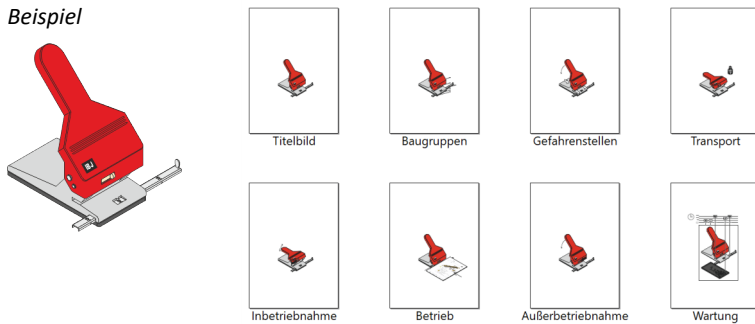 Beispiel
Titelbild
Baugruppen
Gefahrenstellen
Transport
Inbetriebnahme
Betrieb
Außerbetriebnahme
Wartung